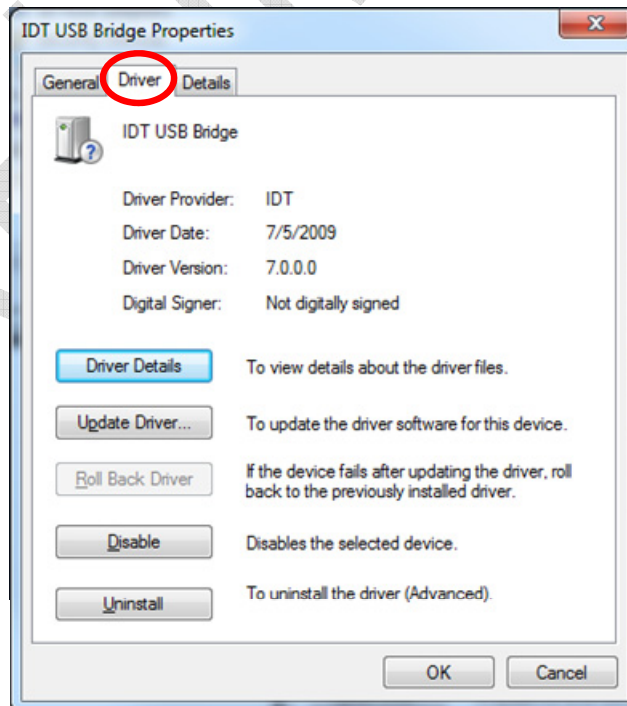 IDT USB Bridge Properties
General Driver Details
IDT USB Bridge
Driver Provider: IDT
Driver Date: 7/5/2009
Driver Version: 7.0.0.0
Digital Signer: Not digitally signed
Driver Details To view details about the driver files.
Update Driver... To update the driver software for this device.
Roll Back Driver If the device fails after updating the driver, roll
back to the previously installed driver.
Disable Disables the selected device.
Uninstall To uninstall the driver (Advanced).
OK Cancel